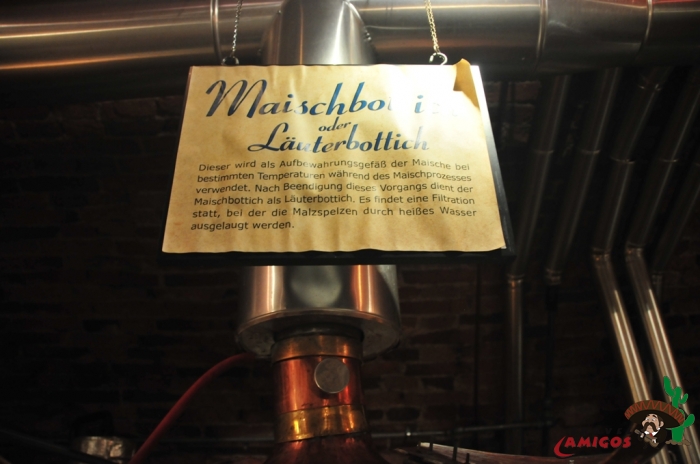 oder
Läuterbottich
Dieser wird als Aufbewahrungsgefäß der Maische bei
bestimmten Temperaturen während des Maischprozesses
verwendet. Nach Beendigung dieses Vorgangs dient der
Maischbottich als Läuterbottich. Es findet eine Filtration
statt, bei der die Malzspelzen durch heißes Wasser
ausgelaugt werden.
AMIGOS